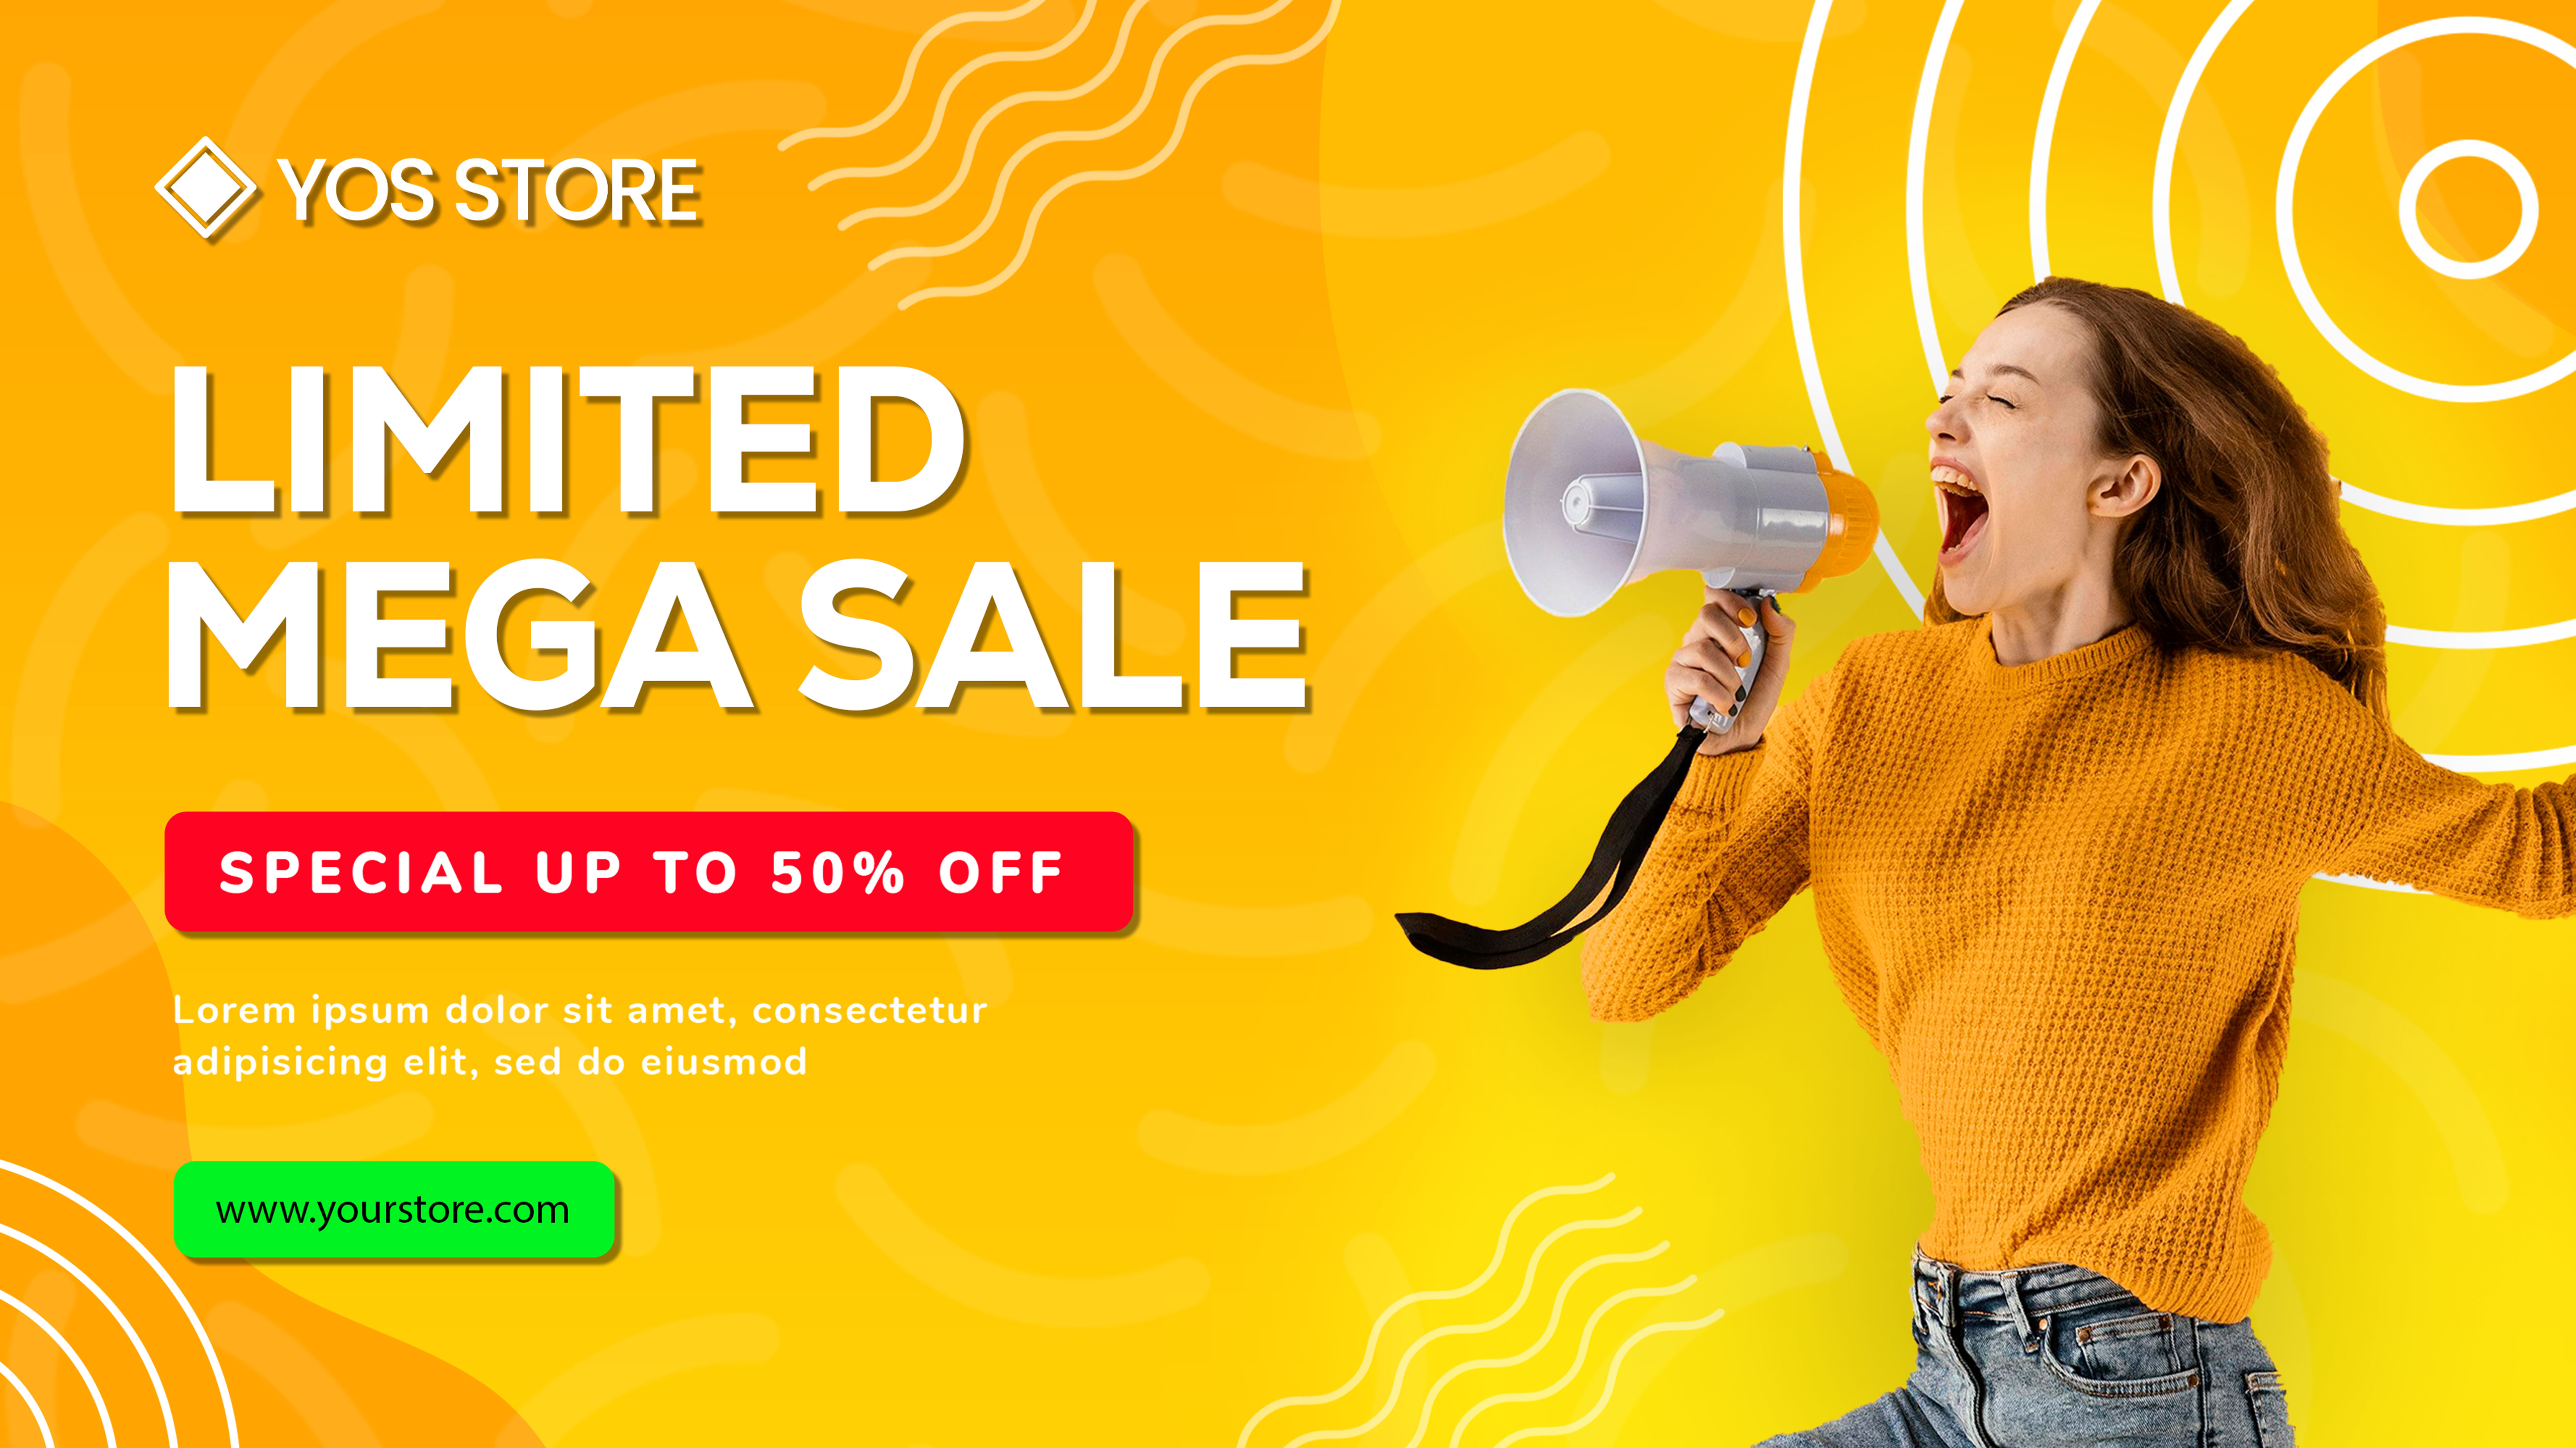 YOS STORE
LIMITED
MEGA SALE
SPECIAL UP TO 50% OFF
Lorem ipsum dolor sit amet, consectetur
adipisicing elit, sed do eiusmod
www.yourstore.com